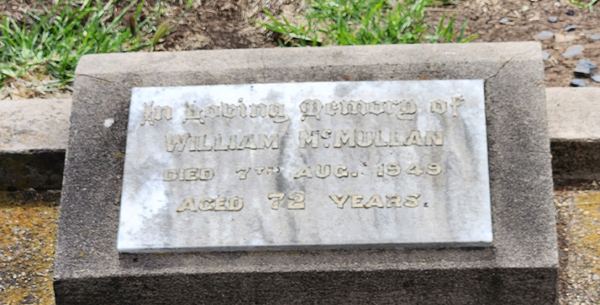 In Loving Memory of
WILLIAM McMULLAN
DIED 7TH AUG. 1949
AGED 72 YEARS.